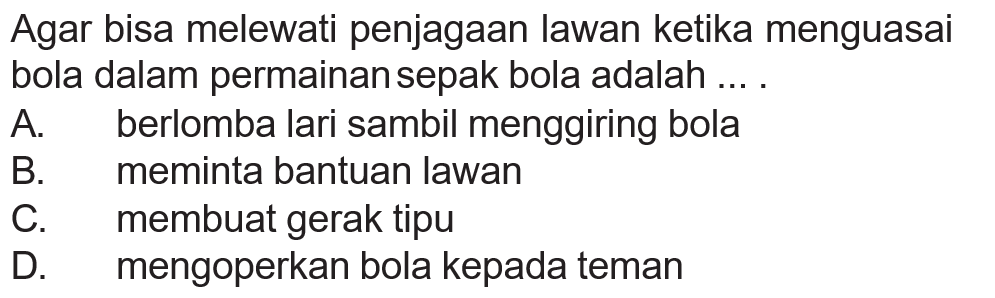 Agar bisa melewati penjagaan lawan ketika menguasai
bola dalam permainan sepak bola adalah ... .
A. berlomba lari sambil menggiring bola
B. meminta bantuan lawan
C. membuat gerak tipu
D. mengoperkan bola kepada teman